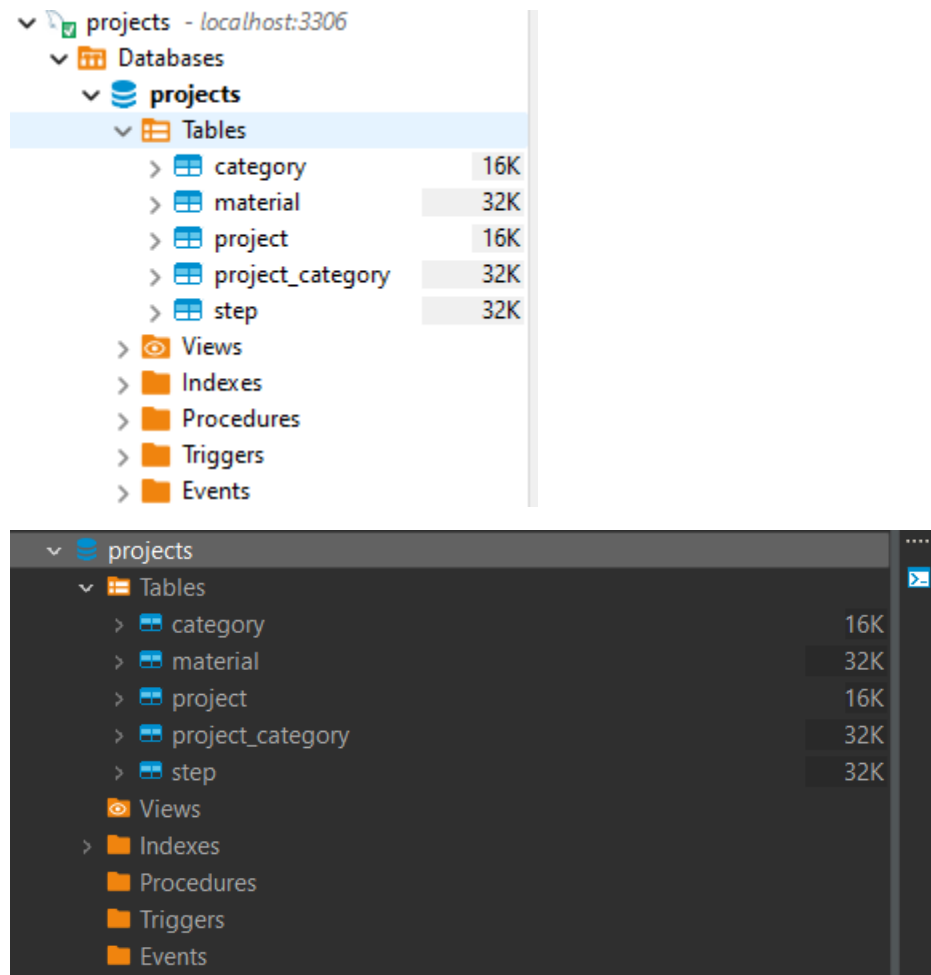 projects - localhost:3306
Databases
projects
Tables
category 16K
material 32K
project 16K
project_category 32K
step 32K
Views
Indexes
Procedures
Triggers
Events
projects
Tables
category 16K
material 32K
project 16K
project_category 32K
step 32K
Views
Indexes
Procedures
Triggers
Events